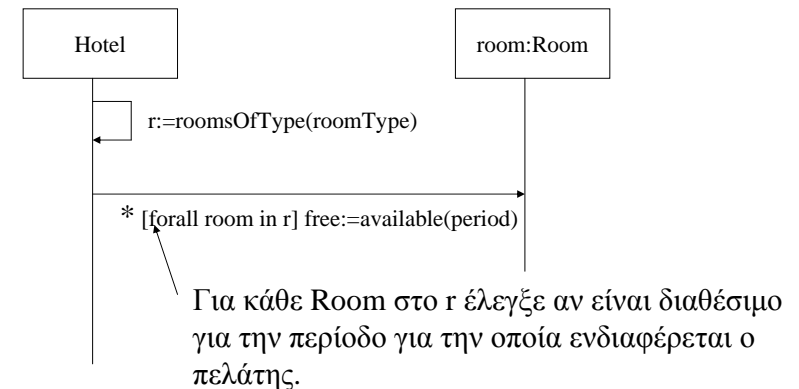 Hotel
room:Room
r:=roomsOfType(roomType)
* [forall room in r] free:=available(period)
Για κάθε Room στο r έλεγξε αν είναι διαθέσιμο
για την περίοδο για την οποία ενδιαφέρεται ο
πελάτης.